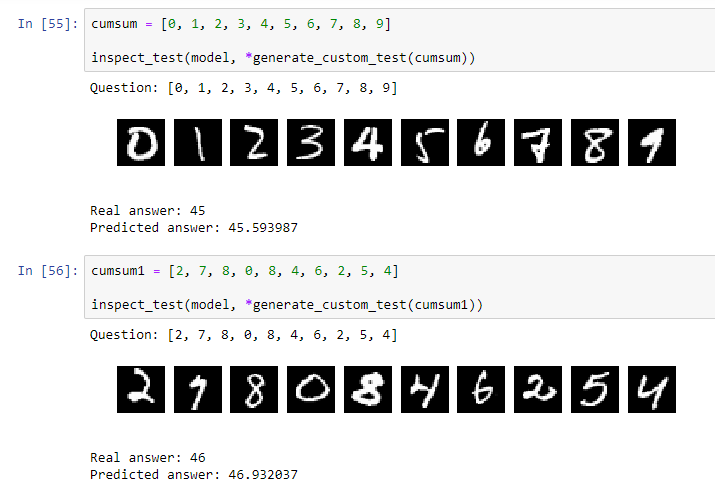 In [55]: cumsum = [0, 1, 2, 3, 4, 5, 6, 7, 8, 9]
inspect_test(model, *generate_custom_test(cumsum))
Question: [0, 1, 2, 3, 4, 5, 6, 7, 8, 9]
0 1 2 3 4 5 6 7 8 9
Real answer: 45
Predicted answer: 45.593987
In [56]: cumsum1 = [2, 7, 8, 0, 8, 4, 6, 2, 5, 4]
inspect_test(model, *generate_custom_test(cumsum1))
Question: [2, 7, 8, 0, 8, 4, 6, 2, 5, 4]
2 7 8 0 8 4 6 2 5 4
Real answer: 46
Predicted answer: 46.932037